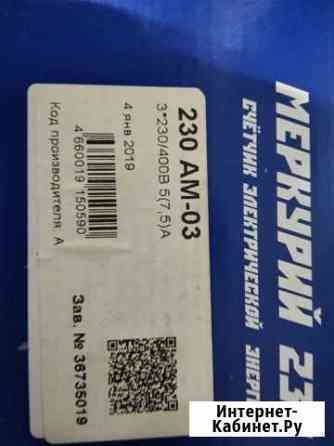 МЕРКУРИЙ 23
СЧЁТЧИК ЭЛЕКТРИЧЕСКОЙ ЭНЕРГ
230 АМ-03
3*230/400В 5(7,5)А
4 янв 2019
4 660019 150590
Код производителя: А
Зав. № 36735019
Интернет-
Кабинет.Ру